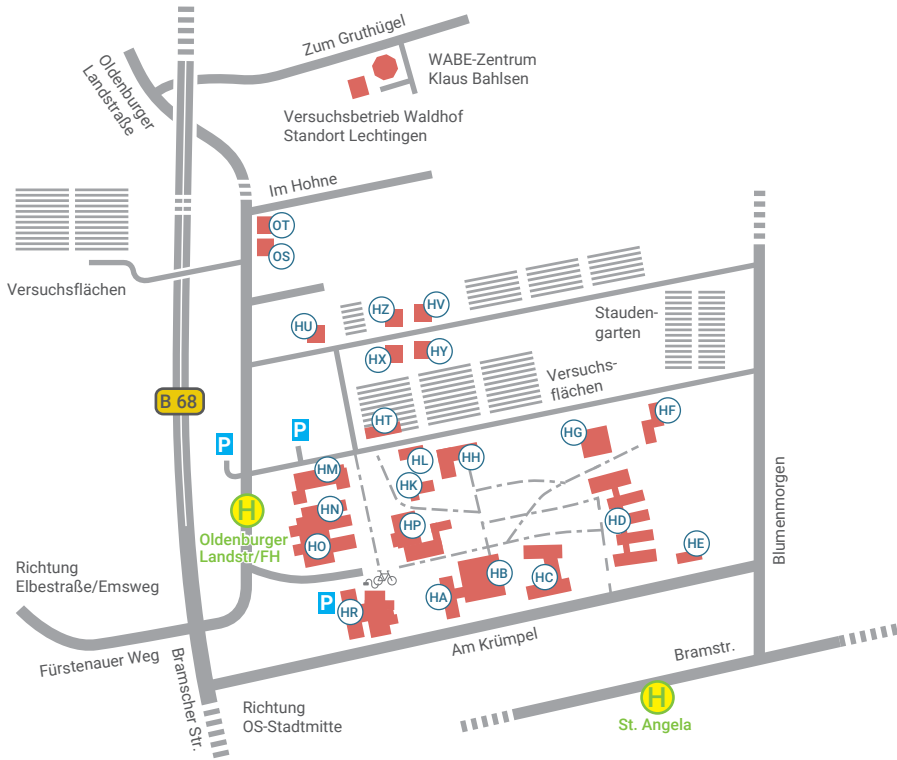 Zum Gruthügel
Oldenburger
Landstraße
WABE-Zentrum
Klaus Bahlsen
Versuchsbetrieb Waldhof
Standort Lechtingen
Im Hohne
OT
OS
Versuchsflächen
HZ
HV
HU
Stauden-
garten
HX
HY
Versuchs-
flächen
B 68
HT
HF
P
P
HG
HL
HH
HM
HK
Blumenmorgen
H
Oldenburger
Landstr/FH
HN
HP
HD
HO
HE
Richtung
Elbestraße/Emsweg
HB
HC
P
HR
HA
Am Krümpel
Fürstenauer Weg
Bramscher Str.
Bramstr.
Richtung
OS-Stadtmitte
H
St. Angela